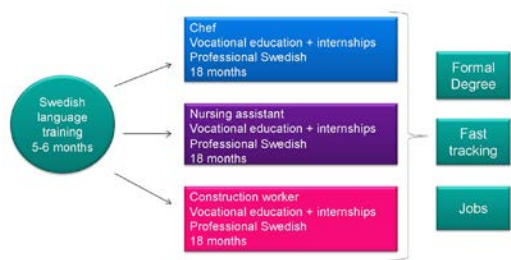 Swedish
language
training
5-6 months
Chef
Vocational education + internships
Professional Swedish
18 months
Nursing assistant
Vocational education + internships
Professional Swedish
18 months
Construction worker
Vocational education + internships
Professional Swedish
18 months
Formal
Degree
Fast
tracking
Jobs